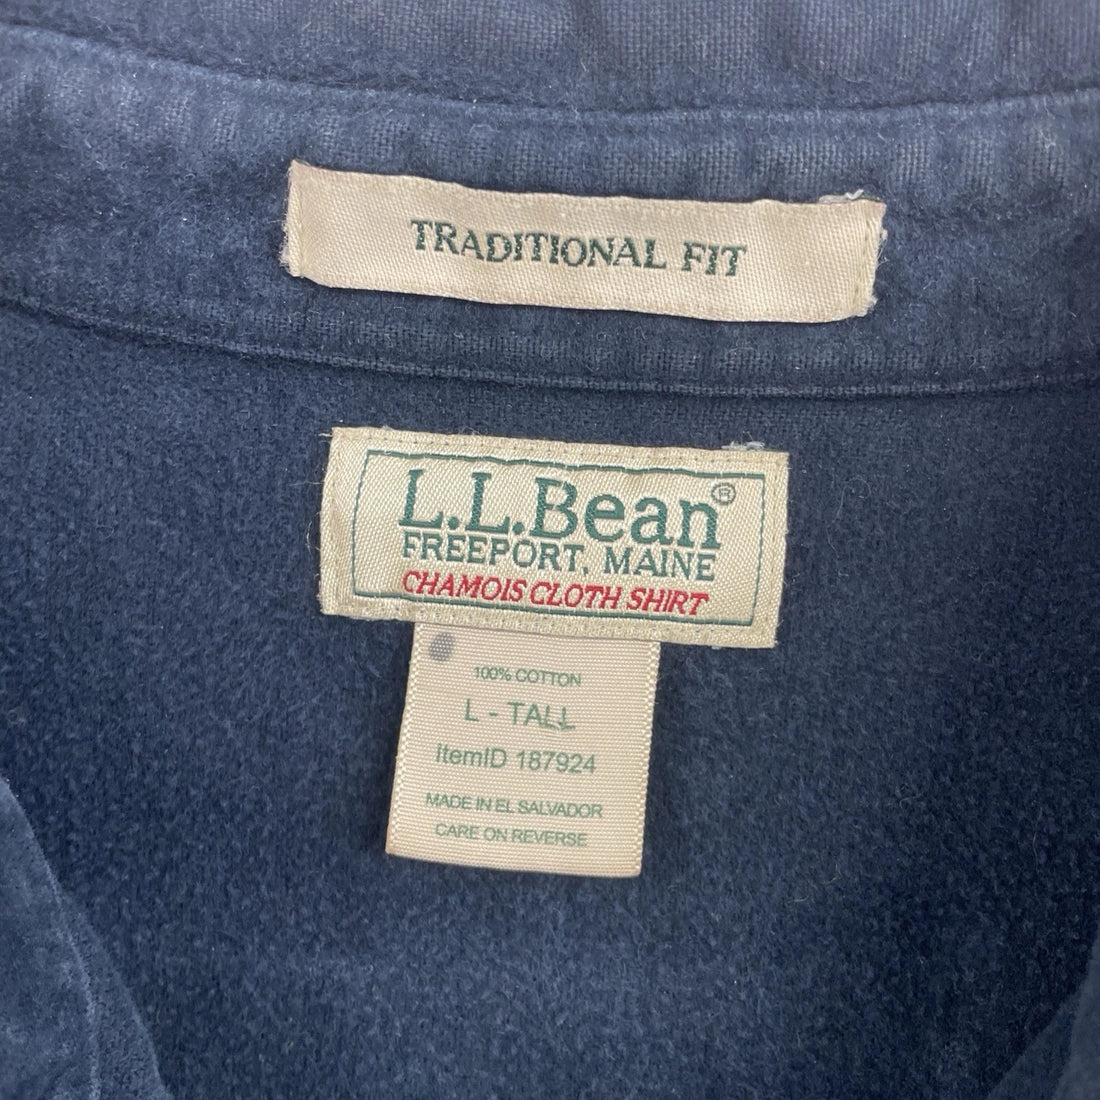 TRADITIONAL FIT
L.L.Bean®
FREEPORT, MAINE
CHAMOIS CLOTH SHIRT
100% COTTON
L - TALL
ItemID 187924
MADE IN EL SALVADOR
CARE ON REVERSE